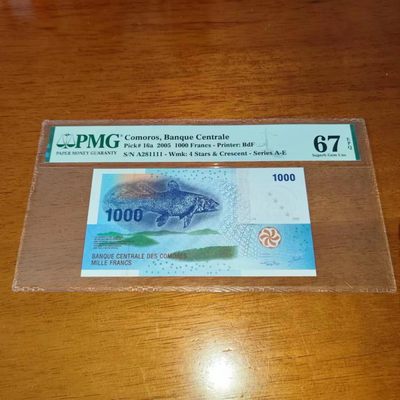 PMG Comoros, Banque Centrale
Pick# 16a 2005 1000 Francs - Printer: BdF
PAPER MONEY GUARANTY
S/N A281111 - Wmk: 4 Stars & Crescent - Series A-E
67 EPQ
Superb Gem Unc
1000
1000
BANQUE CENTRALE DES COMORES
MILLE FRANCS